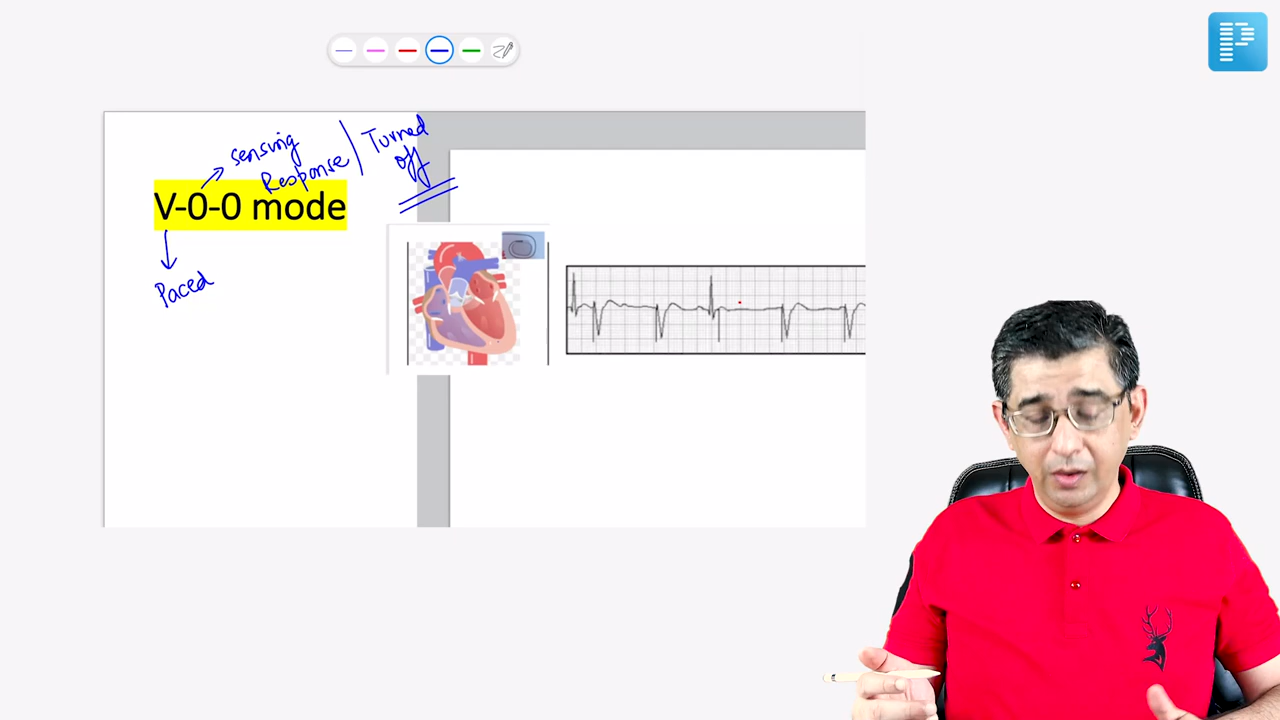 sensing
Response / Turned off
V-0-0 mode
Paced